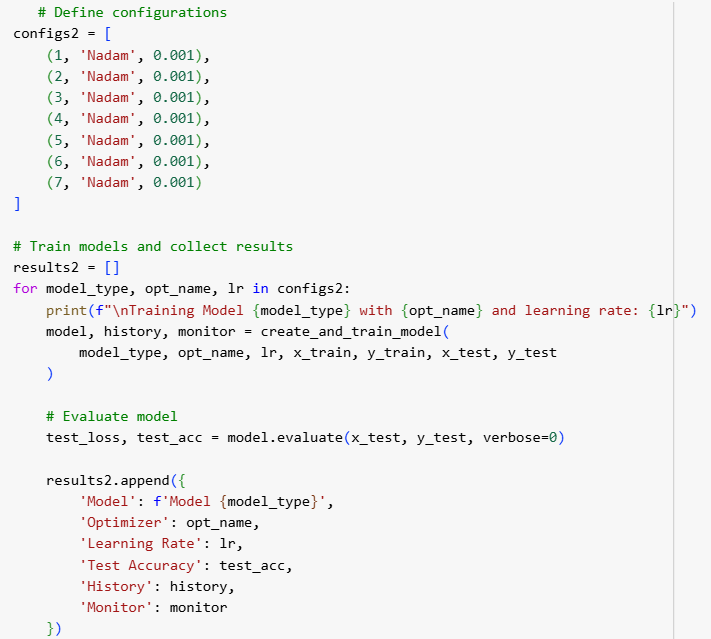 # Define configurations
configs2 = [
    (1, 'Nadam', 0.001),
    (2, 'Nadam', 0.001),
    (3, 'Nadam', 0.001),
    (4, 'Nadam', 0.001),
    (5, 'Nadam', 0.001),
    (6, 'Nadam', 0.001),
    (7, 'Nadam', 0.001)
]

# Train models and collect results
results2 = []
for model_type, opt_name, lr in configs2:
    print(f"\nTraining Model {model_type} with {opt_name} and learning rate: {lr}")
    model, history, monitor = create_and_train_model(
        model_type, opt_name, lr, x_train, y_train, x_test, y_test
    )

    # Evaluate model
    test_loss, test_acc = model.evaluate(x_test, y_test, verbose=0)

    results2.append({
        'Model': f'Model {model_type}',
        'Optimizer': opt_name,
        'Learning Rate': lr,
        'Test Accuracy': test_acc,
        'History': history,
        'Monitor': monitor
    })